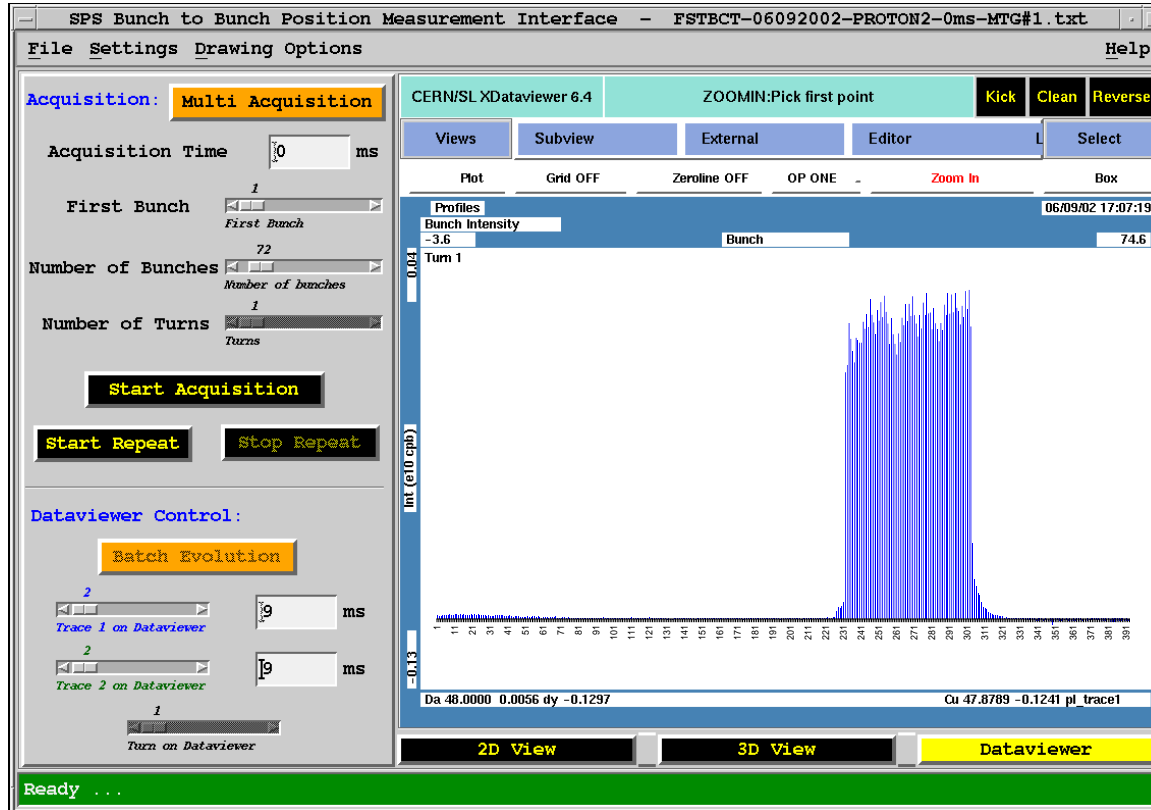 SPS Bunch to Bunch Position Measurement Interface – FSTBCT-06092002-PROTON2-0ms-MTG#1.txt
File Settings Drawing Options Help
Acquisition: Multi Acquisition
Acquisition Time 0 ms
1
First Bunch
First Bunch
72
Number of Bunches
Number of bunches
1
Number of Turns
Turns
Start Acquisition
Start Repeat Stop Repeat
Dataviewer Control:
Batch Evolution
2
9 ms
Trace 1 on Dataviewer
2
9 ms
Trace 2 on Dataviewer
1
Turn on Dataviewer
CERN/SL XDataviewer 6.4 ZOOMIN:Pick first point Kick Clean Reverse
Views Subview External Editor L Select
Plot Grid OFF Zeroline OFF OP ONE - Zoom In Box
Profiles 06/09/02 17:07:19
Bunch Intensity
-3.6 Bunch 74.6
0.04
Turn 1
Int (e10 cpb)
-0.13
1 11 21 31 41 51 61 71 81 91 101 111 121 131 141 151 161 171 181 191 201 211 221 231 241 251 261 271 281 291 301 311 321 331 341 351 361 371 381 391
Da 48.0000 0.0056 dy -0.1297 Cu 47.8789 -0.1241 pl_trace1
2D View 3D View Dataviewer
Ready ...